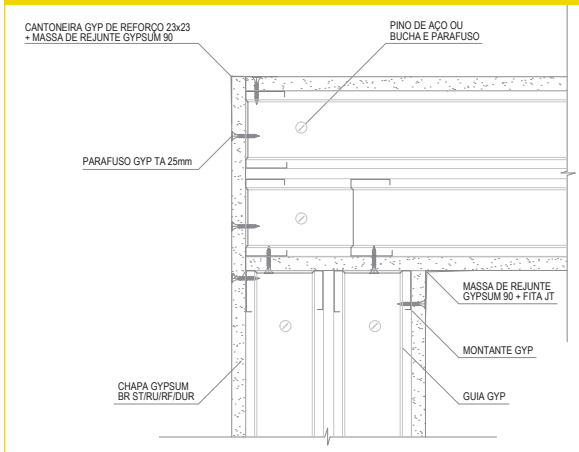 CANTONEIRA GYP DE REFORÇO 23x23
+ MASSA DE REJUNTE GYPSUM 90
PINO DE AÇO OU
BUCHA E PARAFUSO
PARAFUSO GYP TA 25mm
MASSA DE REJUNTE
GYPSUM 90 + FITA JT
MONTANTE GYP
CHAPA GYPSUM
BR ST/RU/RF/DUR
GUIA GYP